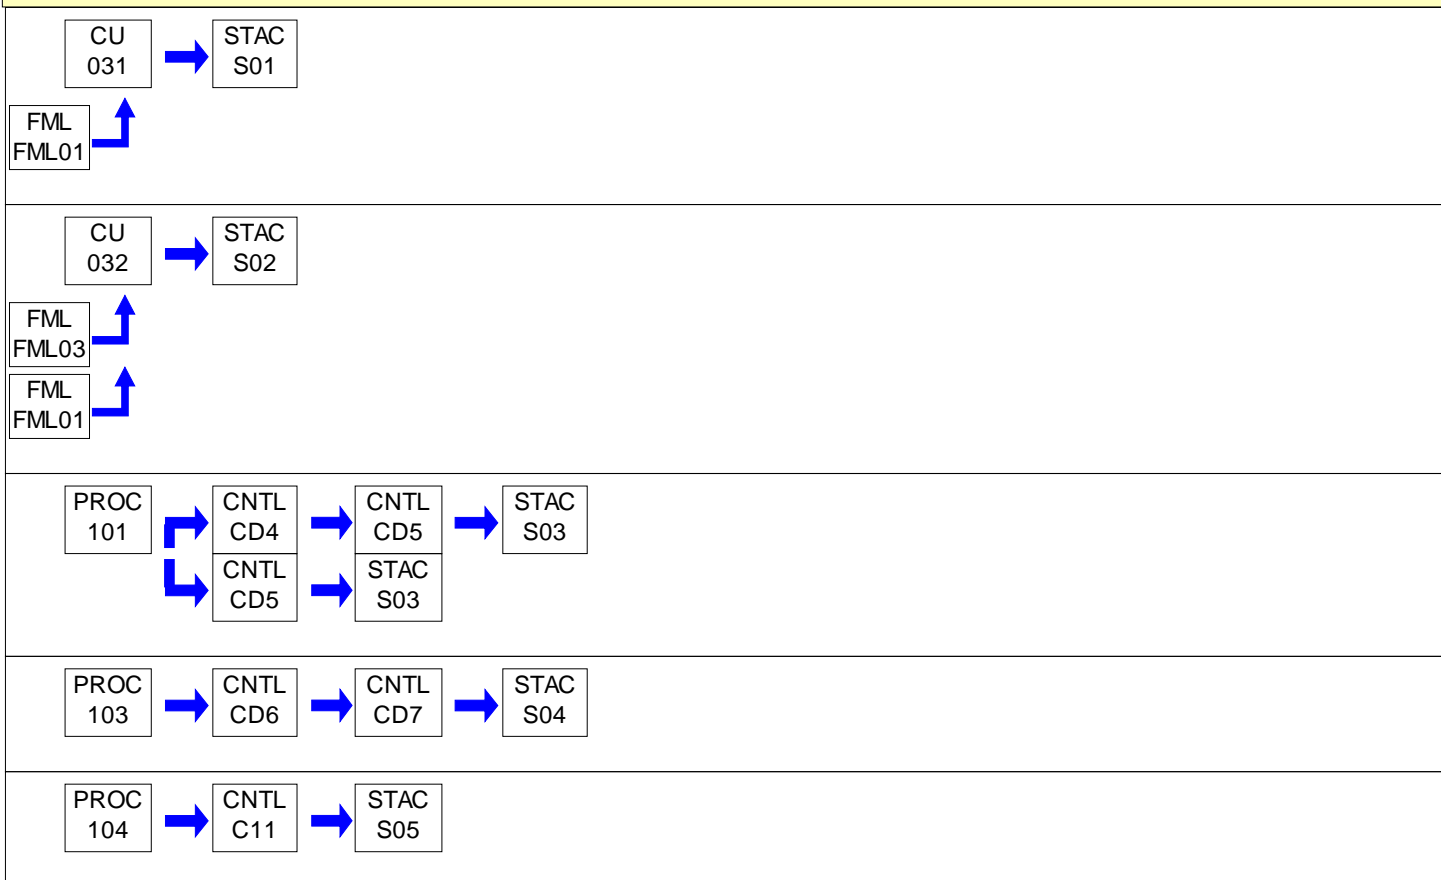 CU
031
STAC
S01
FML
FML01
CU
032
STAC
S02
FML
FML03
FML
FML01
PROC
101
CNTL
CD4
CNTL
CD5
STAC
S03
CNTL
CD5
STAC
S03
PROC
103
CNTL
CD6
CNTL
CD7
STAC
S04
PROC
104
CNTL
C11
STAC
S05